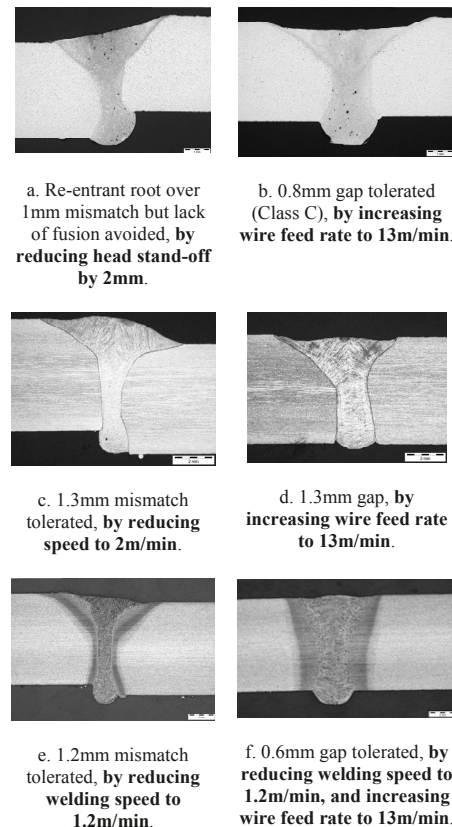 a. Re-entrant root over
1mm mismatch but lack
of fusion avoided, by
reducing head stand-off
by 2mm.
b. 0.8mm gap tolerated
(Class C), by increasing
wire feed rate to 13m/min.
c. 1.3mm mismatch
tolerated, by reducing
speed to 2m/min.
2 mm
d. 1.3mm gap, by
increasing wire feed rate
to 13m/min.
2 mm
e. 1.2mm mismatch
tolerated, by reducing
welding speed to
1.2m/min.
f. 0.6mm gap tolerated, by
reducing welding speed to
1.2m/min, and increasing
wire feed rate to 13m/min.